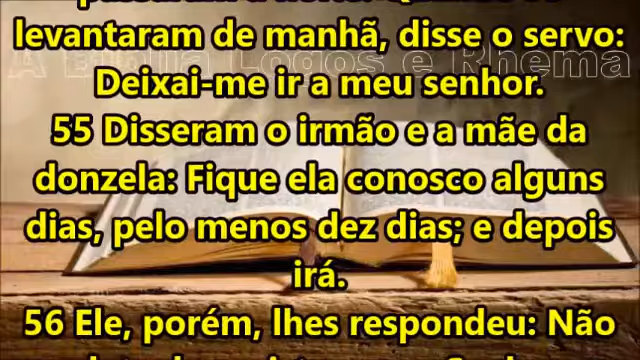 levantaram de manhã, disse o servo:
A Bíblia Logos e Rhema
Deixai-me ir a meu senhor.
55 Disseram o irmão e a mãe da
donzela: Fique ela conosco alguns
dias, pelo menos dez dias; e depois
irá.
56 Ele, porém, lhes respondeu: Não